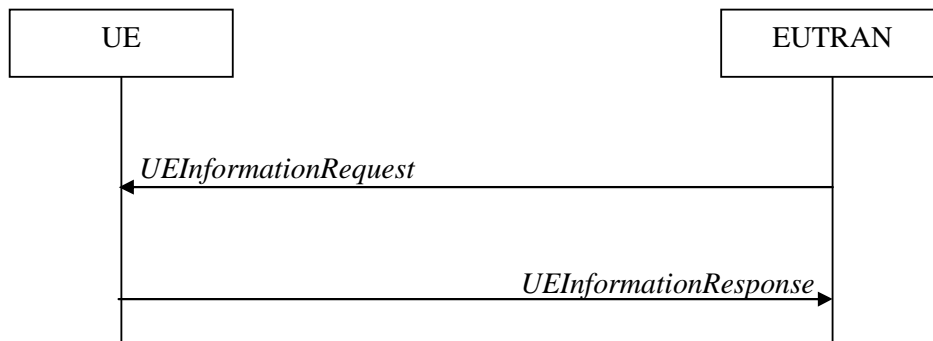 UE
EUTRAN
UEInformationRequest
UEInformationResponse